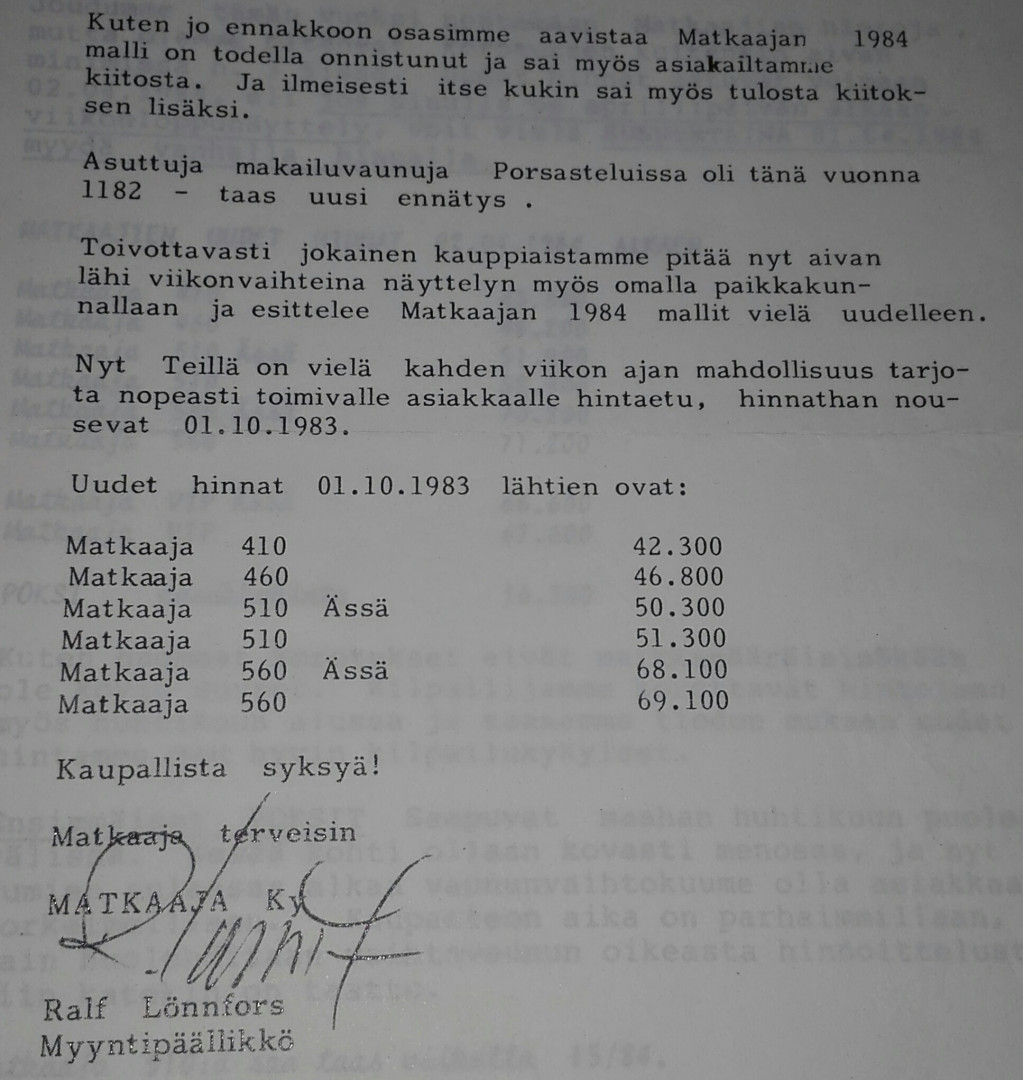 Kuten jo ennakkoon osasimme aavistaa Matkaajan 1984
malli on todella onnistunut ja sai myös asiakailtamme
kiitosta. Ja ilmeisesti itse kukin sai myös tulosta kiitok-
sen lisäksi.
Asuttuja makailuvaunuja Porsasteluissa oli tänä vuonna
1182 - taas uusi ennätys .
Toivottavasti jokainen kauppiaistamme pitää nyt aivan
lähi viikonvaihteina näyttelyn myös omalla paikkakun-
nallaan ja esittelee Matkaajan 1984 mallit vielä uudelleen.
Nyt Teillä on vielä kahden viikon ajan mahdollisuus tarjo-
ta nopeasti toimivalle asiakkaalle hintaetu, hinnathan nou-
sevat 01.10.1983.
Uudet hinnat 01.10.1983 lähtien ovat:
Matkaaja 410 42.300
Matkaaja 460 46.800
Matkaaja 510 Ässä 50.300
Matkaaja 510 51.300
Matkaaja 560 Ässä 68.100
Matkaaja 560 69.100
Kaupallista syksyä!
Matkaaja terveisin
MATKAAJA Ky
Ralf Lönnfors
Myyntipäällikkö